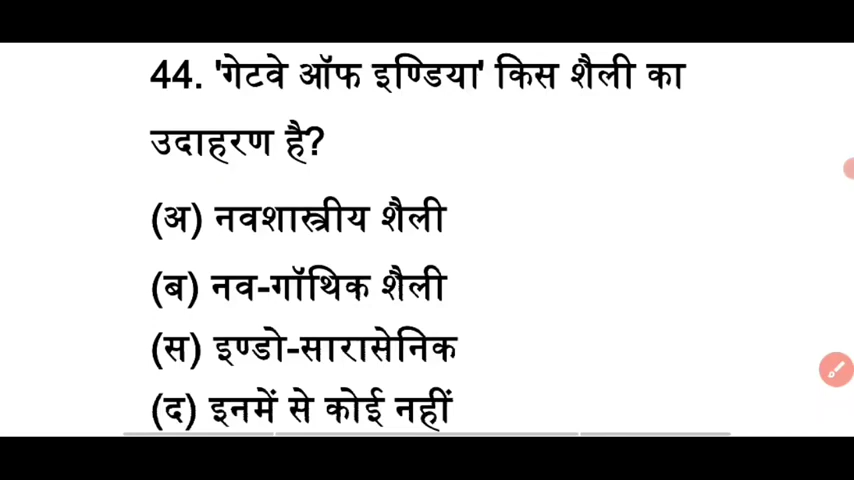 44. 'गेटवे ऑफ इण्डिया' किस शैली का
उदाहरण है?
(अ) नवशास्त्रीय शैली
(ब) नव-गॉथिक शैली
(स) इण्डो-सारासेनिक
(द) इनमें से कोई नहीं